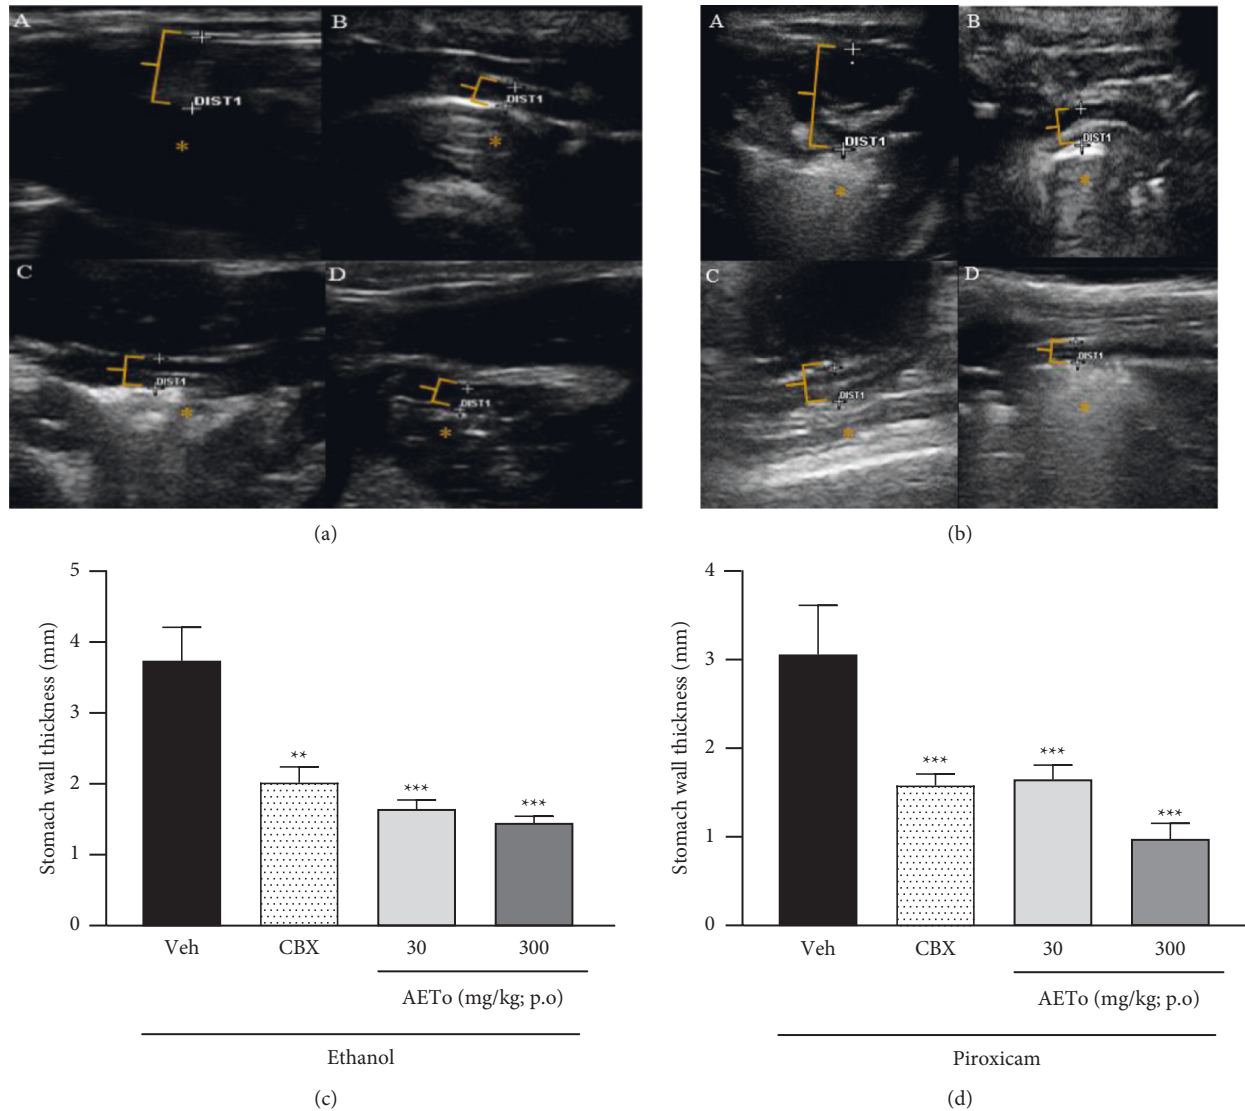 A B
DIST1
DIST1
*
*
C D
DIST1
DIST1
*
*
(a)
A B
DIST1
DIST1
*
*
C D
DIST1
DIST1
*
*
(b)
Stomach wall thickness (mm)
5
4
3
2
1
0
**
***
***
Veh CBX 30 300
AETo (mg/kg; p.o)
Ethanol
(c)
Stomach wall thickness (mm)
4
3
2
1
0
***
***
***
Veh CBX 30 300
AETo (mg/kg; p.o)
Piroxicam
(d)